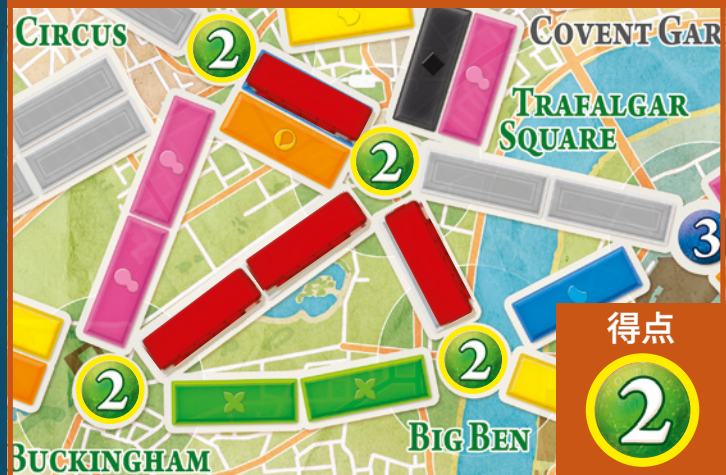 CIRCUS
2
COVENT GAR
TRAFALGAR
SQUARE
2
3
2
2
BIG BEN
BUCKINGHAM
得点
2